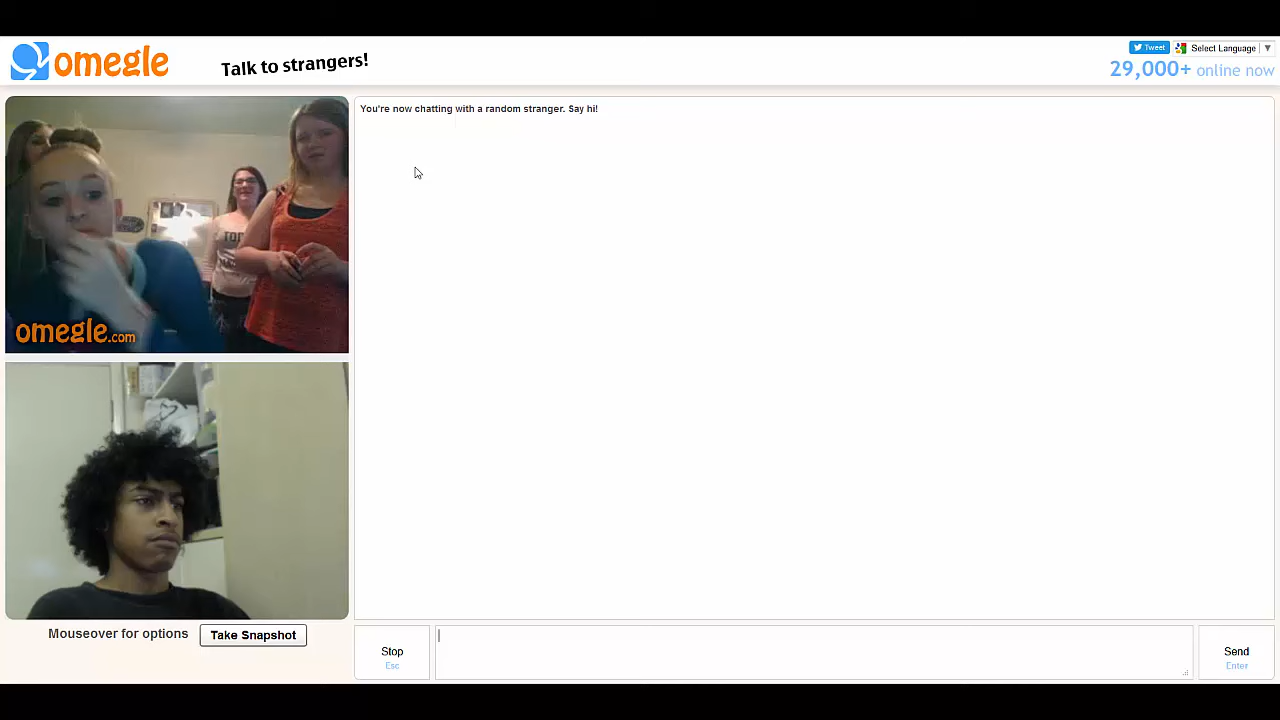 omegle
Talk to strangers!
Tweet
Select Language
29,000+ online now
You're now chatting with a random stranger. Say hi!
omegle.com
Mouseover for options
Take Snapshot
Stop
Esc
Send
Enter